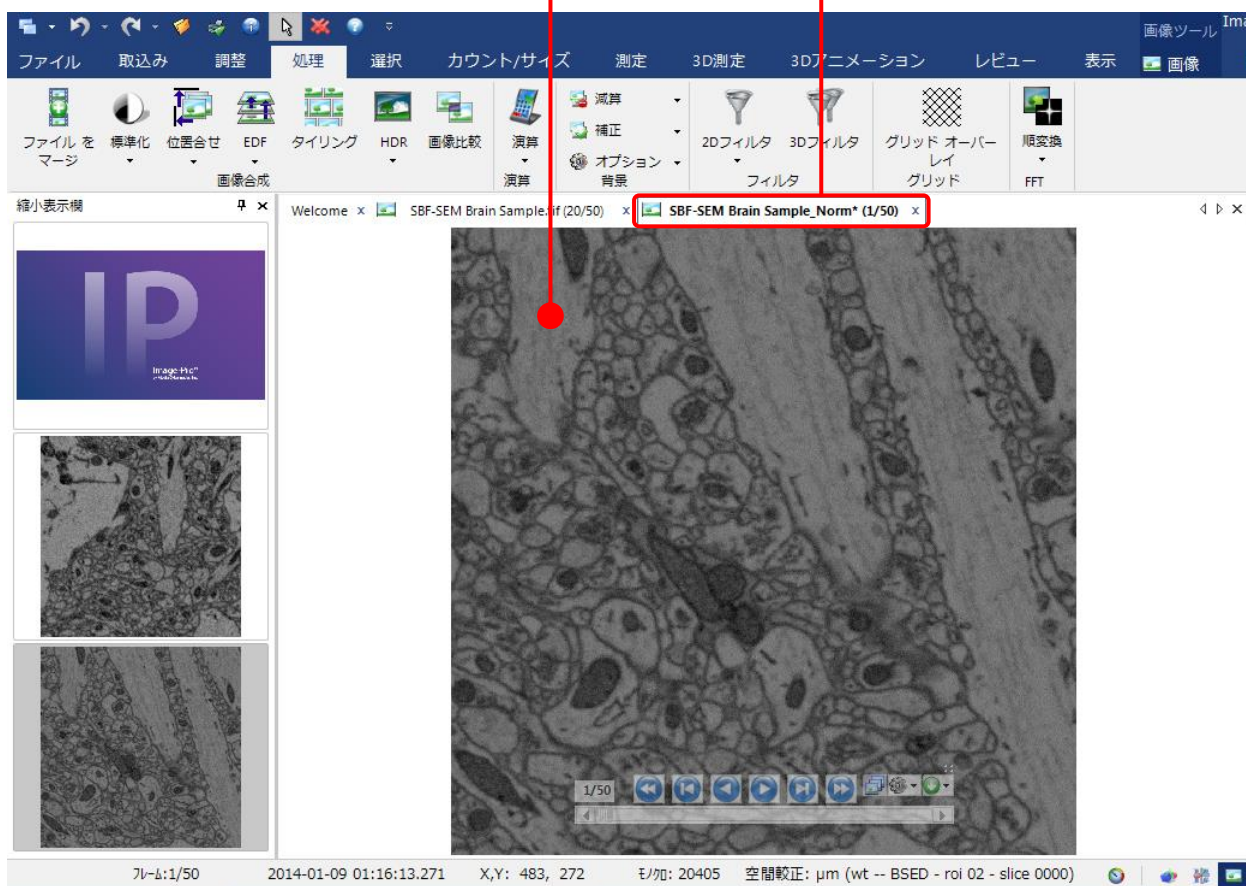 画像ツール Ima
ファイル 取込み 調整 処理 選択 カウント/サイズ 測定 3D測定 3Dアニメーション レビュー 表示 画像
ファイル を
マージ
標準化 位置合せ EDF タイリング HDR 画像比較 演算
減算
補正
オプション
2Dフィルタ 3Dフィルタ
グリッド オーバー
レイ
順変換
画像合成 演算 背景 フィルタ グリッド FFT
縮小表示欄
Welcome x SBF-SEM Brain Sample.tif (20/50) x SBF-SEM Brain Sample_Norm* (1/50) x
IP
Image-Pro
1/50
フレーム:1/50 2014-01-09 01:16:13.271 X,Y: 483, 272 モノクロ: 20405 空間較正: µm (wt -- BSED - roi 02 - slice 0000)